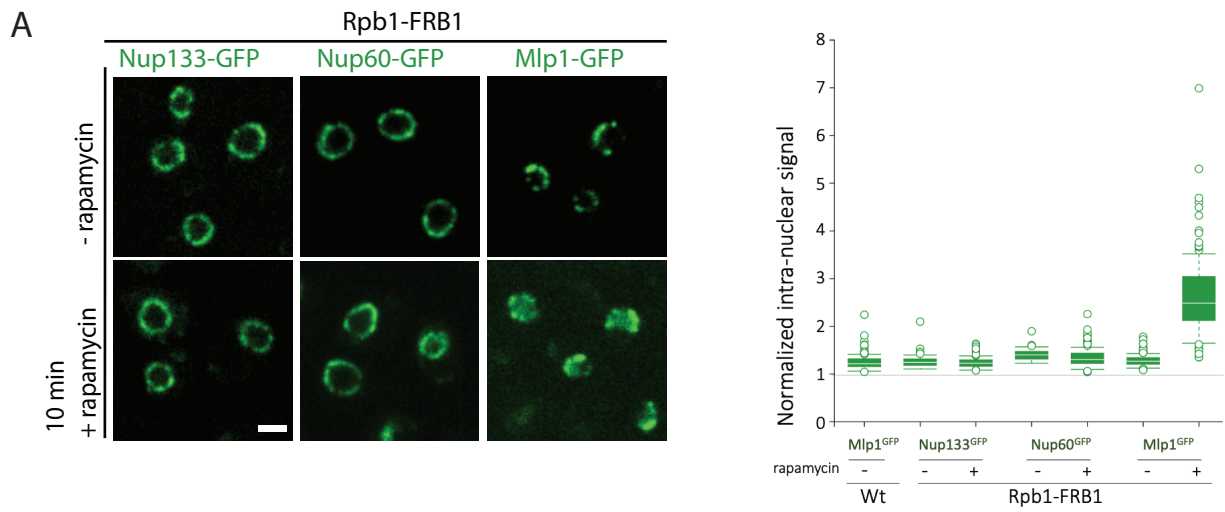 A
Rpb1-FRB1
Nup133-GFP Nup60-GFP Mlp1-GFP
- rapamycin
10 min
+ rapamycin
Normalized intra-nuclear signal
8
7
6
5
4
3
2
1
0
Mlp1GFP Nup133GFP Nup60GFP Mlp1GFP
rapamycin - - + - + - +
Wt Rpb1-FRB1